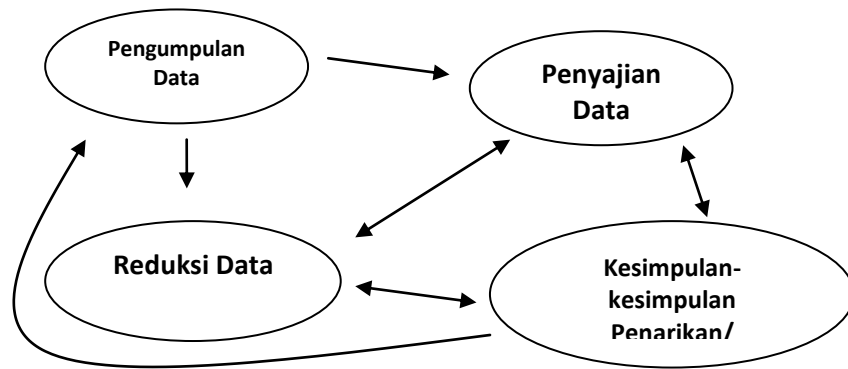 Pengumpulan
Data
Penyajian
Data
Reduksi Data
Kesimpulan-
kesimpulan
Penarikan/